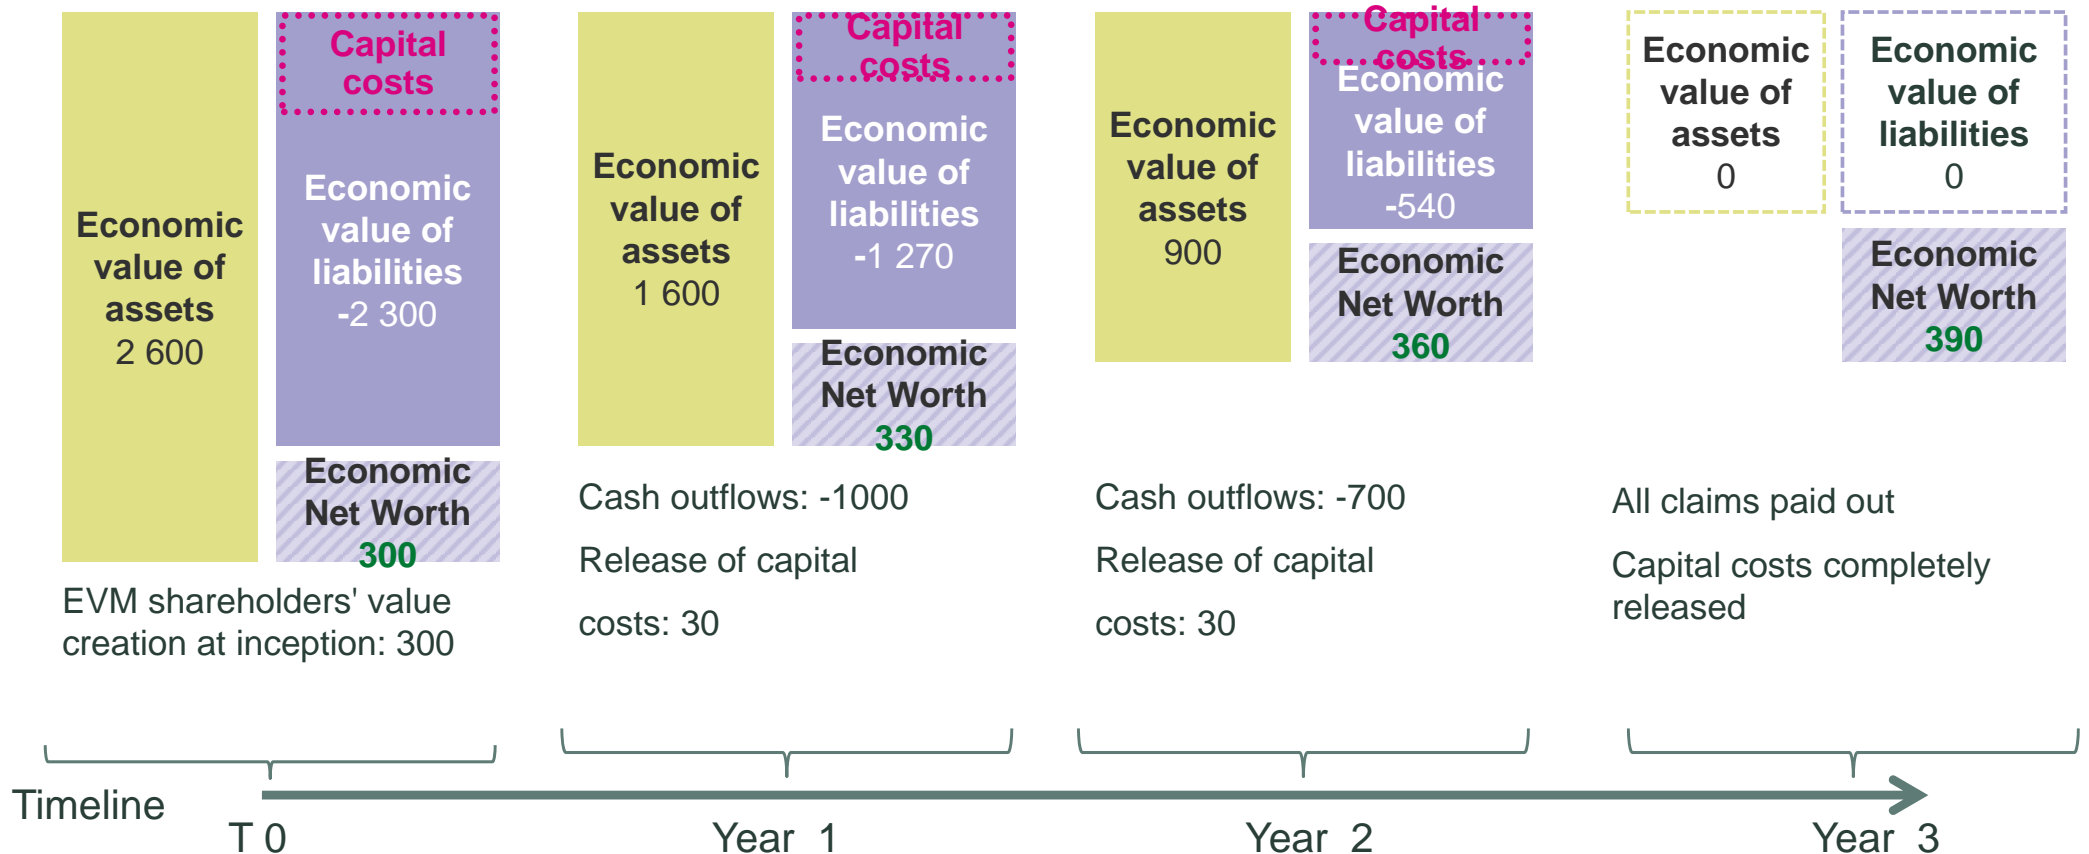 Economic
value of
assets
2 600
Capital
costs
Economic
value of
liabilities
-2 300
Economic
Net Worth
300
EVM shareholders' value
creation at inception: 300
Economic
value of
assets
1 600
Capital
costs
Economic
value of
liabilities
-1 270
Economic
Net Worth
330
Cash outflows: -1000
Release of capital
costs: 30
Economic
value of
assets
900
Capital
costs
Economic
value of
liabilities
-540
Economic
Net Worth
360
Cash outflows: -700
Release of capital
costs: 30
Economic
value of
assets
0
Economic
value of
liabilities
0
Economic
Net Worth
390
All claims paid out
Capital costs completely
released
Timeline
T 0
Year 1
Year 2
Year 3